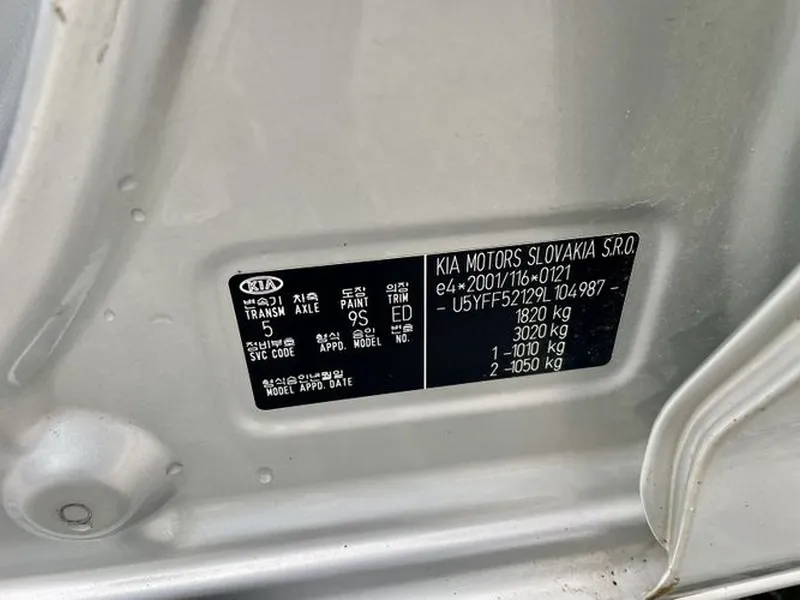 KIA
변속기 차축 도장 의장
TRANSM AXLE PAINT TRIM
5 9S ED
정비부호 형식 승인 번호
SVC CODE APPD. MODEL NO.
형식승인년월일
MODEL APPD. DATE
KIA MOTORS SLOVAKIA S.R.O.
e4*2001/116*0121
- U5YFF52129L104987 -
1820 kg
3020 kg
1 -1010 kg
2 -1050 kg